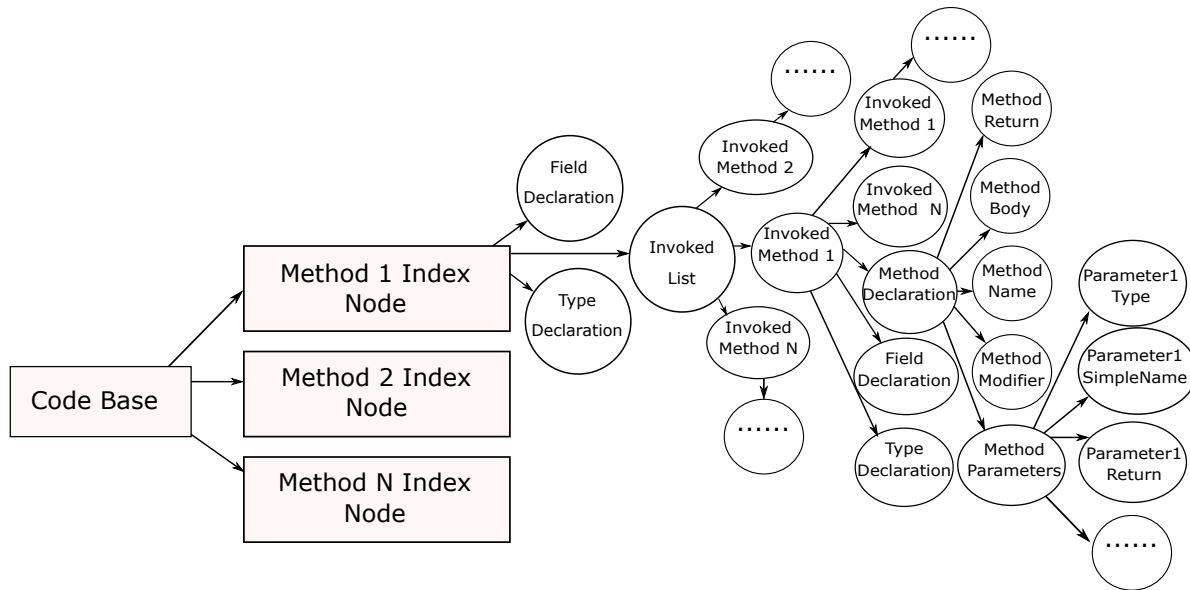 Code Base
Method 1 Index
Node
Method 2 Index
Node
Method N Index
Node
Field
Declaration
Type
Declaration
Invoked
List
......
Invoked
Method 2
Invoked
Method 1
Invoked
Method N
......
......
Invoked
Method 1
Invoked
Method N
Method
Declaration
Field
Declaration
Type
Declaration
Method
Return
Method
Body
Method
Name
Method
Modifier
Method
Parameters
Parameter1
Type
Parameter1
SimpleName
Parameter1
Return
......